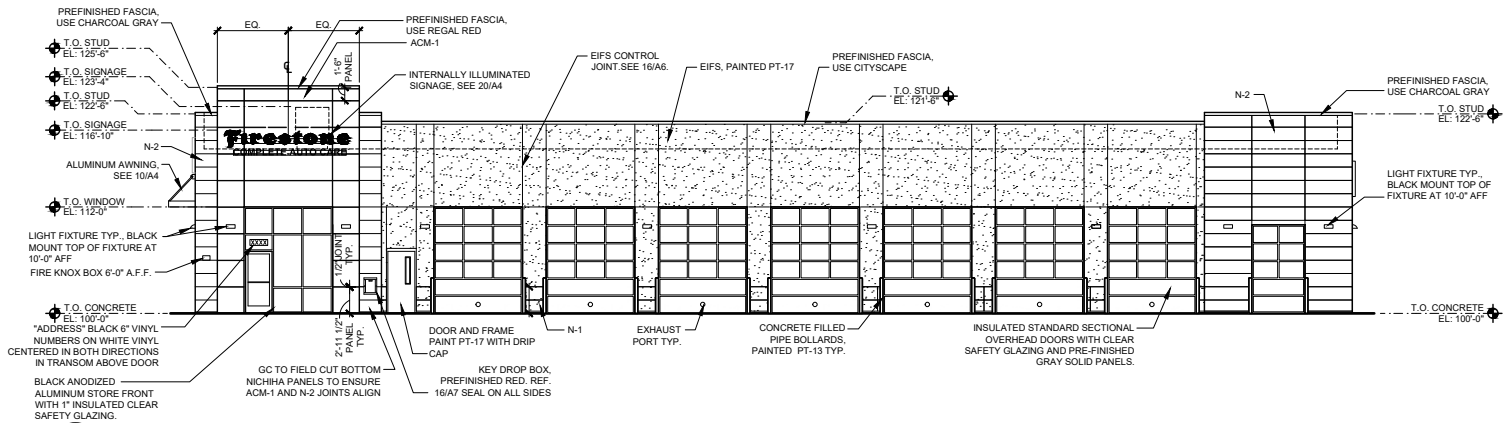 PREFINISHED FASCIA,
USE CHARCOAL GRAY
EQ.
EQ.
PREFINISHED FASCIA,
USE REGAL RED
ACM-1
T.O. STUD
EL: 125'-6"
T.O. SIGNAGE
EL: 123'-4"
T.O. STUD
EL: 122'-6"
T.O. SIGNAGE
EL: 116'-10"
1'-6"
PANEL
INTERNALLY ILLUMINATED
SIGNAGE, SEE 20/A4
EIFS CONTROL
JOINT.SEE 16/A6.
EIFS, PAINTED PT-17
PREFINISHED FASCIA,
USE CITYSCAPE
T.O. STUD
EL: 121'-6"
N-2
PREFINISHED FASCIA,
USE CHARCOAL GRAY
T.O. STUD
EL: 122'-6"
Firestone
COMPLETE AUTO CARE
N-2
ALUMINUM AWNING,
SEE 10/A4
T.O. WINDOW
EL: 112'-0"
LIGHT FIXTURE TYP., BLACK
MOUNT TOP OF FIXTURE AT
10'-0" AFF
FIRE KNOX BOX 6'-0" A.F.F.
LIGHT FIXTURE TYP.,
BLACK MOUNT TOP OF
FIXTURE AT 10'-0" AFF
1/2" JOINT
TYP.
2'-11 1/2"
PANEL
TYP.
T.O. CONCRETE
EL: 100'-0"
T.O. CONCRETE
EL: 100'-0"
"ADDRESS" BLACK 6" VINYL
NUMBERS ON WHITE VINYL
CENTERED IN BOTH DIRECTIONS
IN TRANSOM ABOVE DOOR
BLACK ANODIZED
ALUMINUM STORE FRONT
WITH 1" INSULATED CLEAR
SAFETY GLAZING.
GC TO FIELD CUT BOTTOM
NICHIHA PANELS TO ENSURE
ACM-1 AND N-2 JOINTS ALIGN
DOOR AND FRAME
PAINT PT-17 WITH DRIP
CAP
KEY DROP BOX,
PREFINISHED RED. REF.
16/A7 SEAL ON ALL SIDES
N-1
EXHAUST
PORT TYP.
CONCRETE FILLED
PIPE BOLLARDS,
PAINTED PT-13 TYP.
INSULATED STANDARD SECTIONAL
OVERHEAD DOORS WITH CLEAR
SAFETY GLAZING AND PRE-FINISHED
GRAY SOLID PANELS.